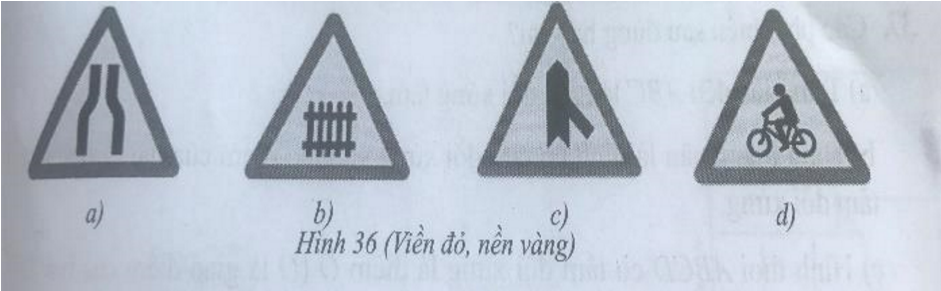 a)
b)
c)
d)
Hình 36 (Viền đỏ, nền vàng)